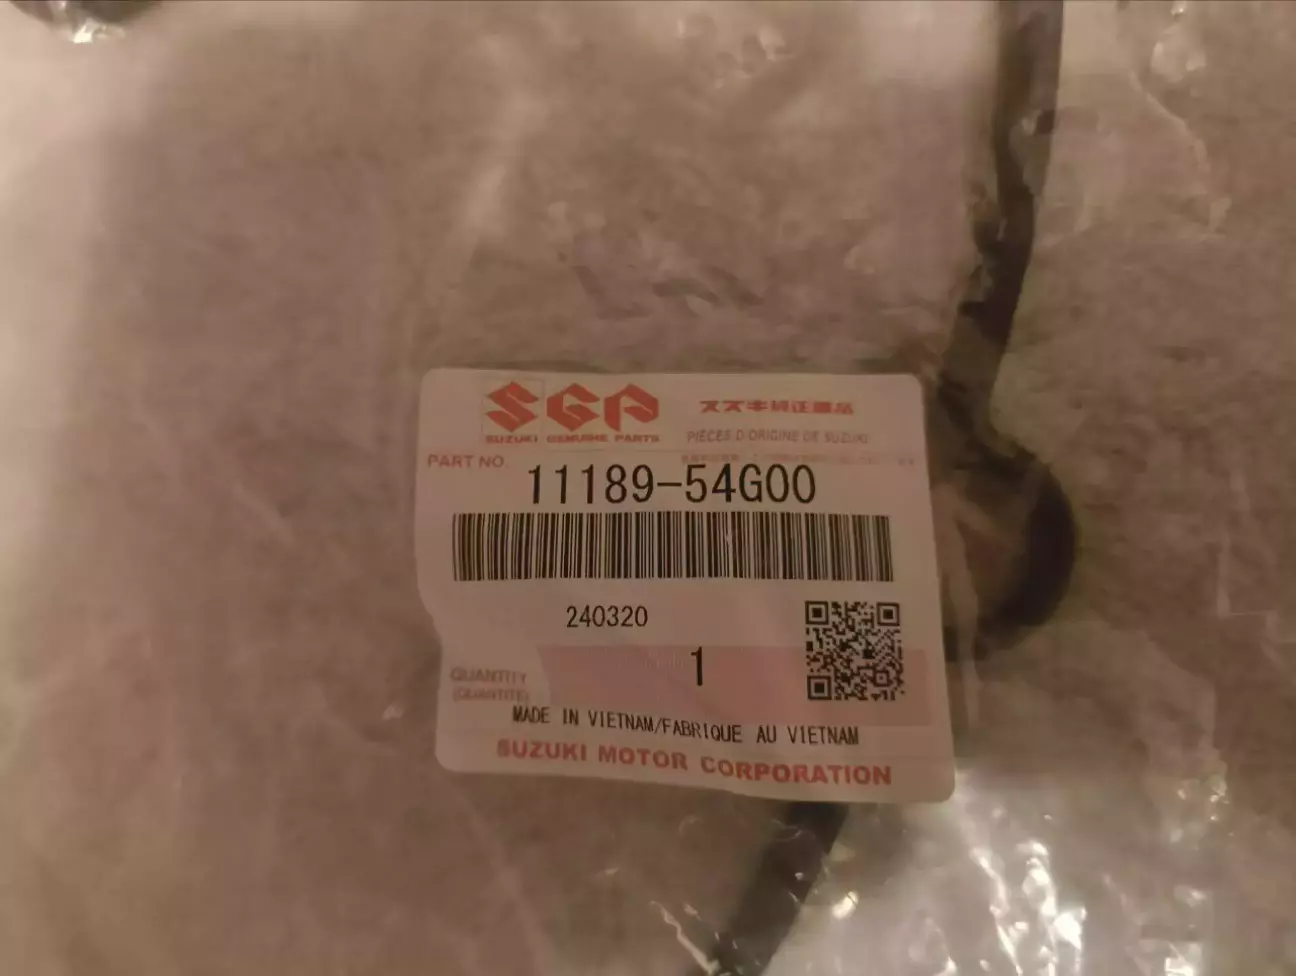 SGP
スズキ純正部品
SUZUKI GENUINE PARTS
PIÈCES D'ORIGINE DE SUZUKI
PART NO.
11189-54G00
240320
1
QUANTITY
(QUANTITÉ)
MADE IN VIETNAM/FABRIQUE AU VIETNAM
SUZUKI MOTOR CORPORATION